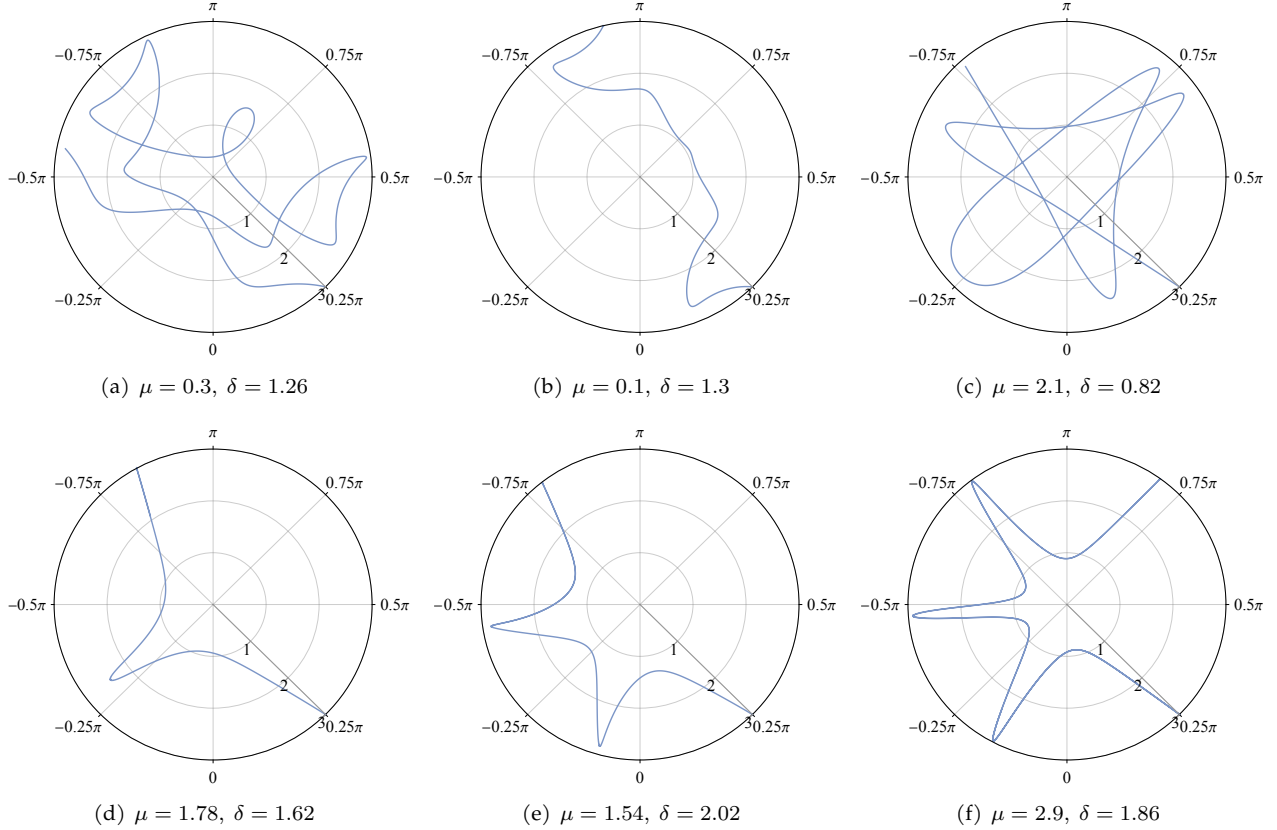 π π π
−0.75π 0.75π −0.75π 0.75π −0.75π 0.75π
−0.5π 0.5π −0.5π 0.5π −0.5π 0.5π
1 1 1
2 2 2
−0.25π 3 0.25π −0.25π 3 0.25π −0.25π 3 0.25π
0 0 0
(a) μ = 0.3, δ = 1.26 (b) μ = 0.1, δ = 1.3 (c) μ = 2.1, δ = 0.82
π π π
−0.75π 0.75π −0.75π 0.75π −0.75π 0.75π
−0.5π 0.5π −0.5π 0.5π −0.5π 0.5π
1 1 1
2 2 2
−0.25π 3 0.25π −0.25π 3 0.25π −0.25π 3 0.25π
0 0 0
(d) μ = 1.78, δ = 1.62 (e) μ = 1.54, δ = 2.02 (f) μ = 2.9, δ = 1.86